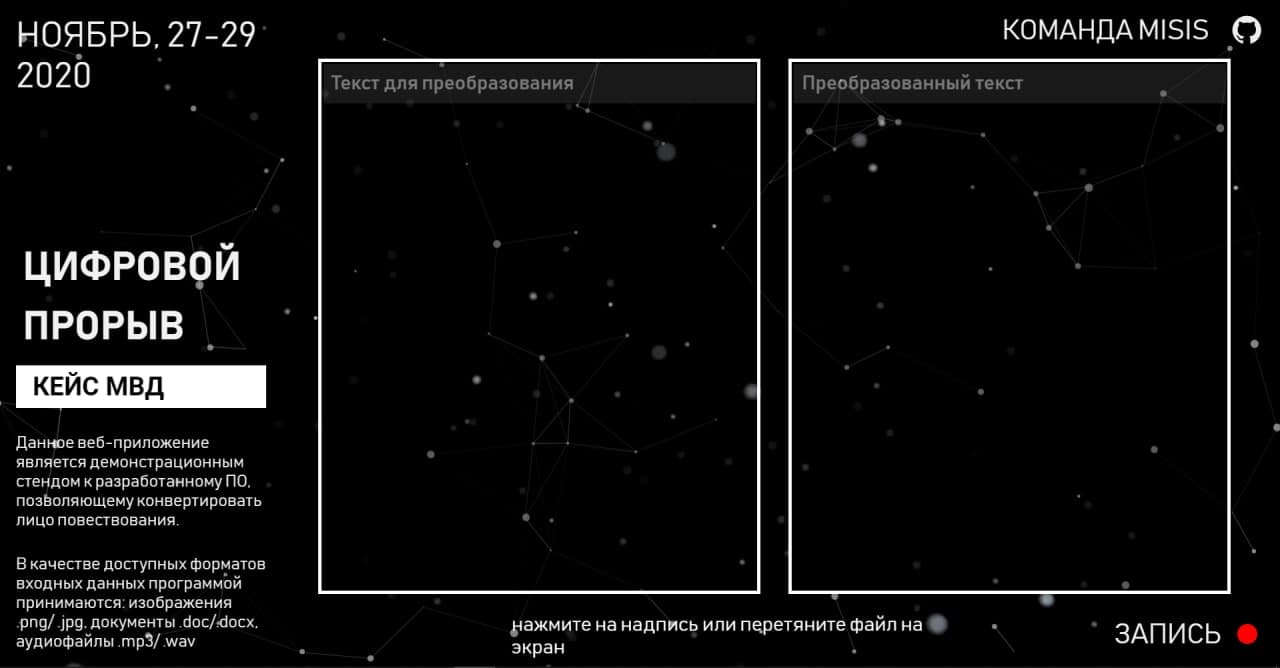 НОЯБРЬ, 27-29
2020
КОМАНДА MISIS
Текст для преобразования
Преобразованный текст
ЦИФРОВОЙ
ПРОРЫВ
КЕЙС МВД
Данное веб-приложение
является демонстрационным
стендом к разработанному ПО,
позволяющему конвертировать
лицо повествования.
В качестве доступных форматов
входных данных программой
принимаются: изображения
.png/ .jpg, документы .doc/.docx,
аудиофайлы .mp3/ .wav
нажмите на надпись или перетяните файл на
экран
ЗАПИСЬ